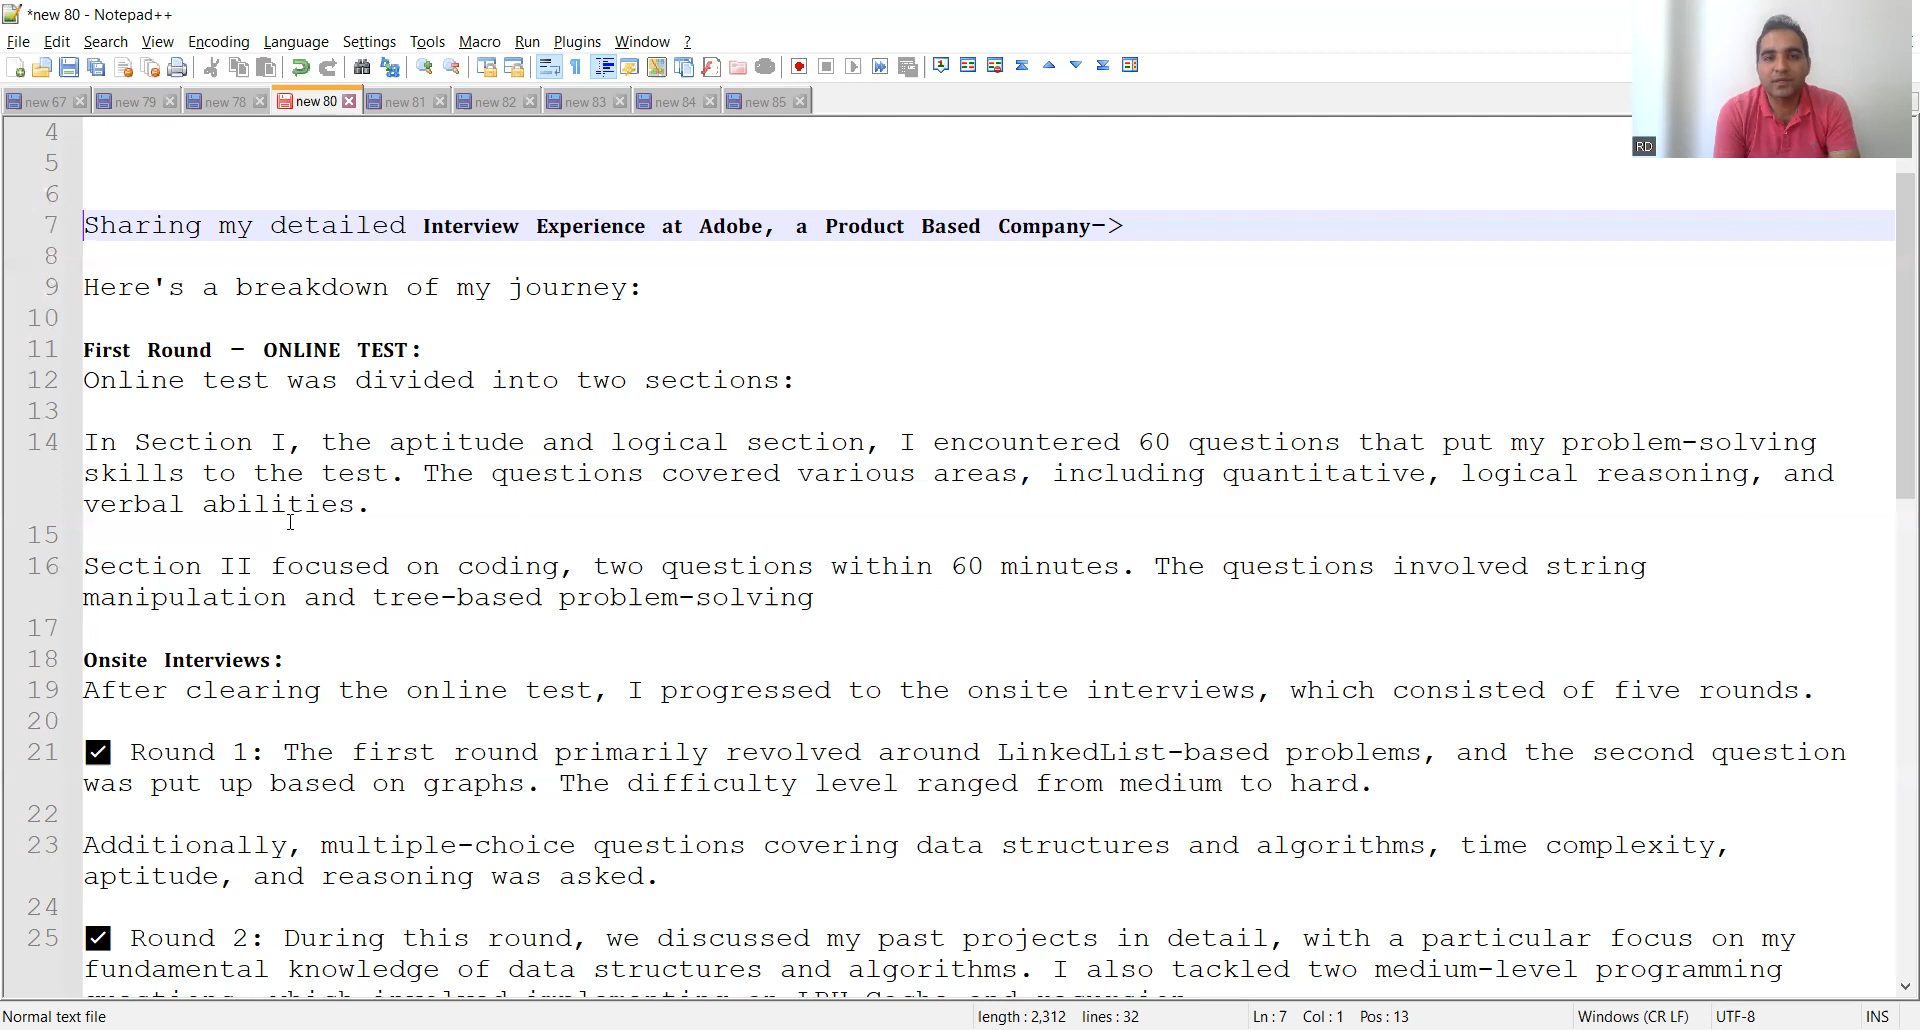 *new 80 - Notepad++
File Edit Search View Encoding Language Settings Tools Macro Run Plugins Window ?
new 67 new 79 new 78 new 80 new 81 new 82 new 83 new 84 new 85
RD
4
5
6
7 Sharing my detailed Interview Experience at Adobe, a Product Based Company->
8
9 Here's a breakdown of my journey:
10
11 First Round - ONLINE TEST:
12 Online test was divided into two sections:
13
14 In Section I, the aptitude and logical section, I encountered 60 questions that put my problem-solving
skills to the test. The questions covered various areas, including quantitative, logical reasoning, and
verbal abilities.
15
16 Section II focused on coding, two questions within 60 minutes. The questions involved string
manipulation and tree-based problem-solving
17
18 Onsite Interviews:
19 After clearing the online test, I progressed to the onsite interviews, which consisted of five rounds.
20
21 ✓ Round 1: The first round primarily revolved around LinkedList-based problems, and the second question
was put up based on graphs. The difficulty level ranged from medium to hard.
22
23 Additionally, multiple-choice questions covering data structures and algorithms, time complexity,
aptitude, and reasoning was asked.
24
25 ✓ Round 2: During this round, we discussed my past projects in detail, with a particular focus on my
fundamental knowledge of data structures and algorithms. I also tackled two medium-level programming
Normal text file length : 2,312 lines : 32 Ln : 7 Col : 1 Pos : 13 Windows (CR LF) UTF-8 INS